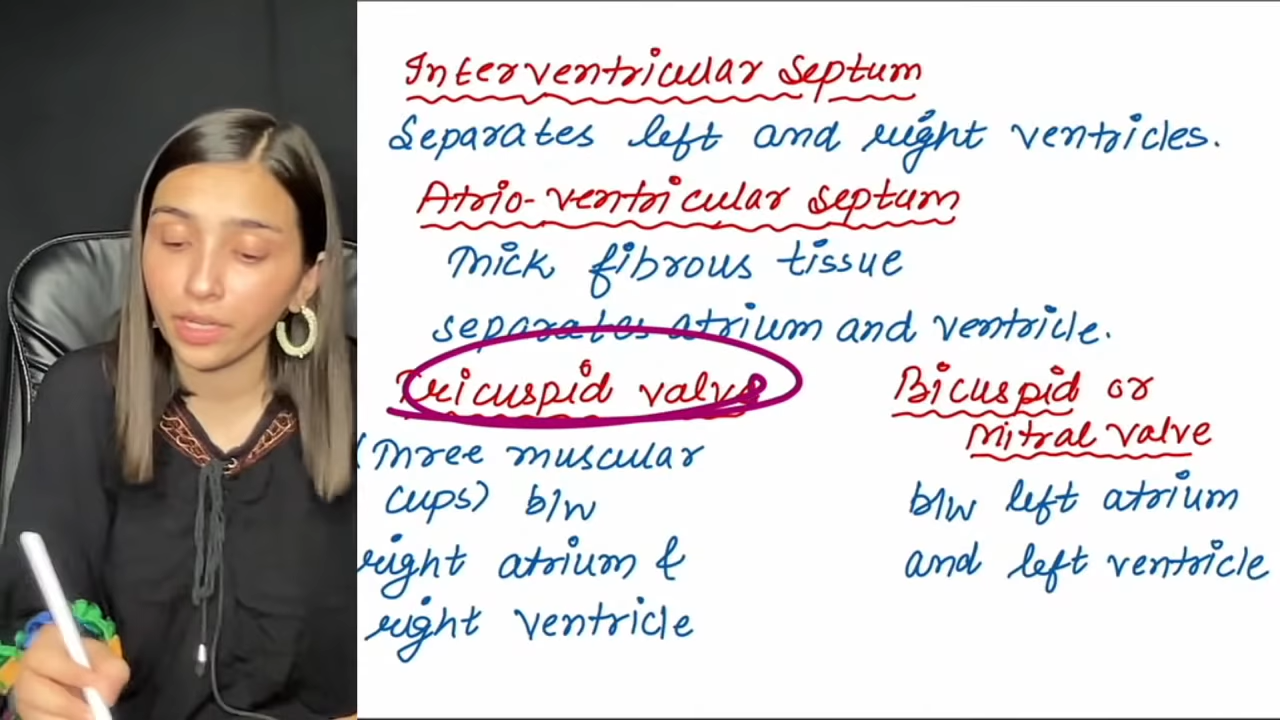 Interventricular Septum
Separates left and right ventricles.
Atrio-ventricular septum
Thick fibrous tissue
separates atrium and ventricle.
Tricuspid valve
(Three muscular
cups) b/w
right atrium &
right ventricle
Bicuspid or
Mitral valve
b/w left atrium
and left ventricle